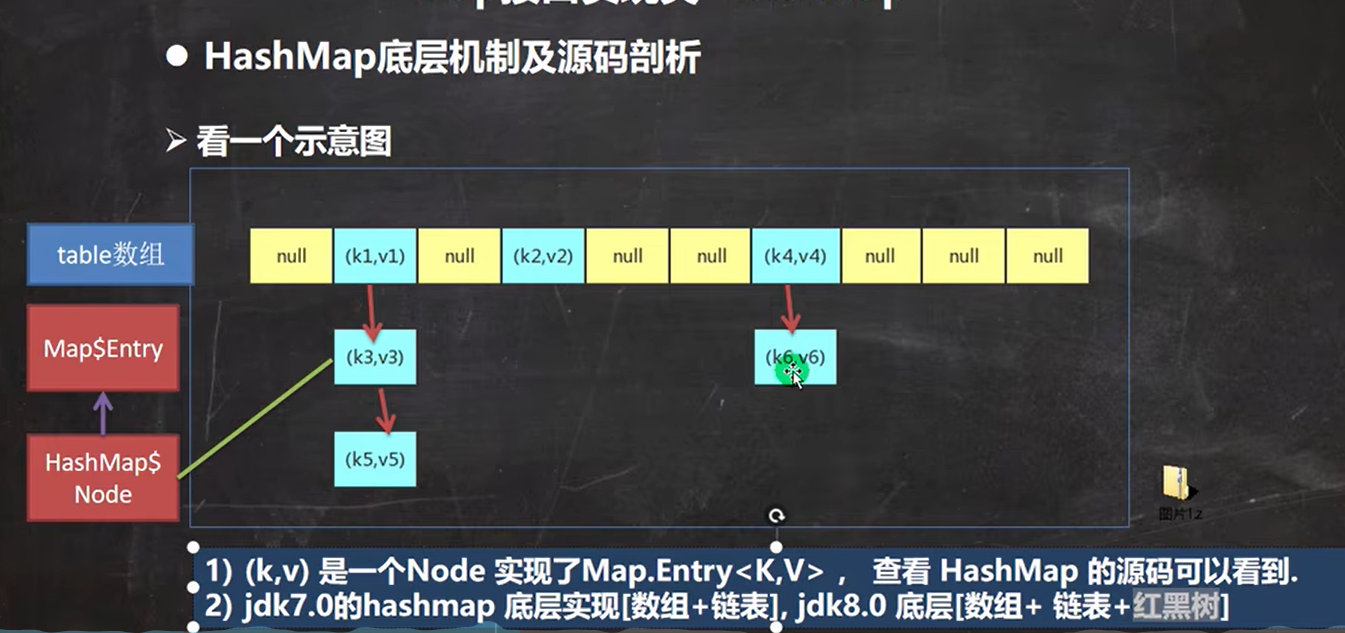 HashMap底层机制及源码剖析
看一个示意图
table数组
null (k1,v1) null (k2,v2) null null (k4,v4) null null null
Map$Entry
(k3,v3) (k6,v6)
HashMap$
Node
(k5,v5)
图片1.z
1) (k,v) 是一个Node 实现了Map.Entry<K,V> ， 查看 HashMap 的源码可以看到.
2) jdk7.0的hashmap 底层实现[数组+链表], jdk8.0 底层[数组+ 链表+红黑树]